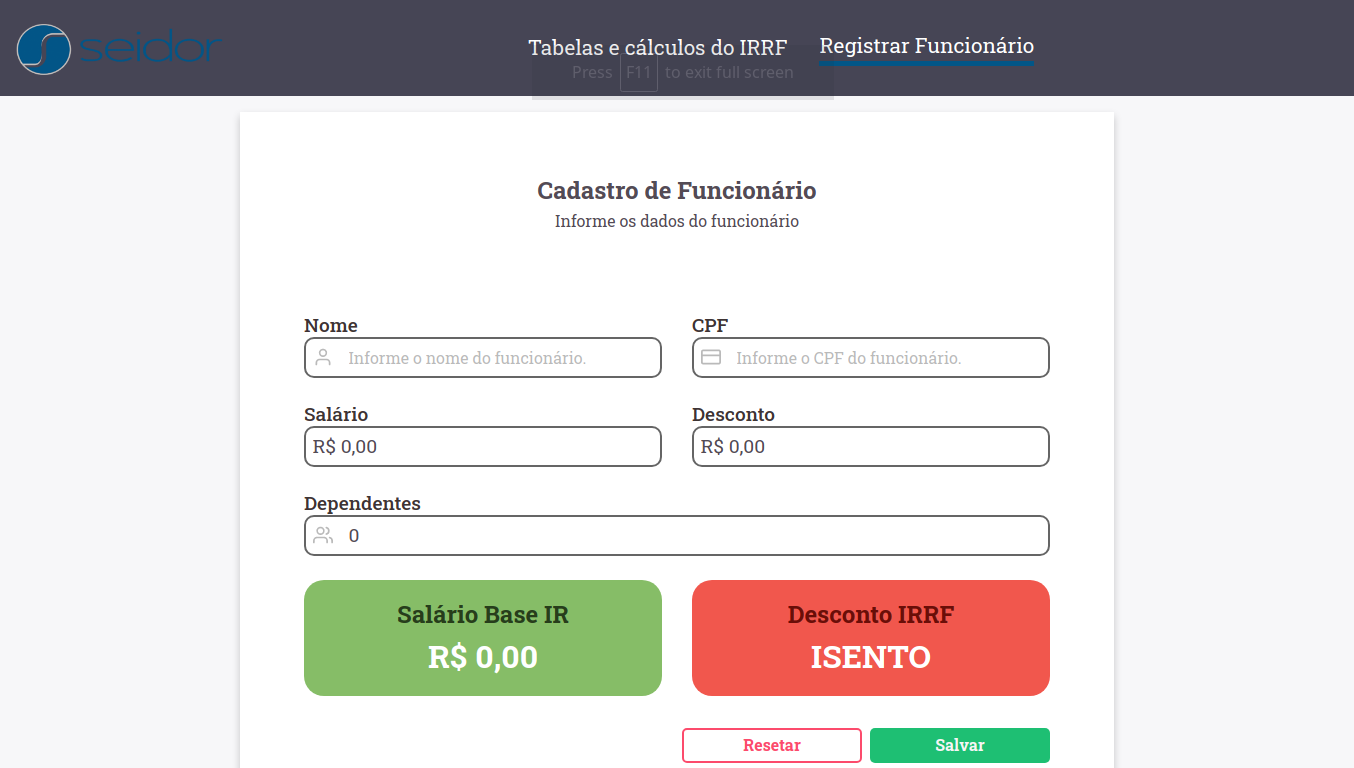 seidor
Tabelas e cálculos do IRRF
Registrar Funcionário
Press F11 to exit full screen
Cadastro de Funcionário
Informe os dados do funcionário
Nome
CPF
Informe o nome do funcionário.
Informe o CPF do funcionário.
Salário
Desconto
R$ 0,00
R$ 0,00
Dependentes
0
Salário Base IR
R$ 0,00
Desconto IRRF
ISENTO
Resetar
Salvar